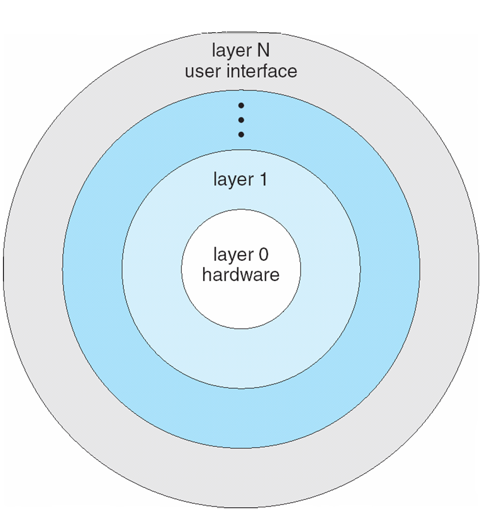 layer N
user interface
layer 1
layer 0
hardware